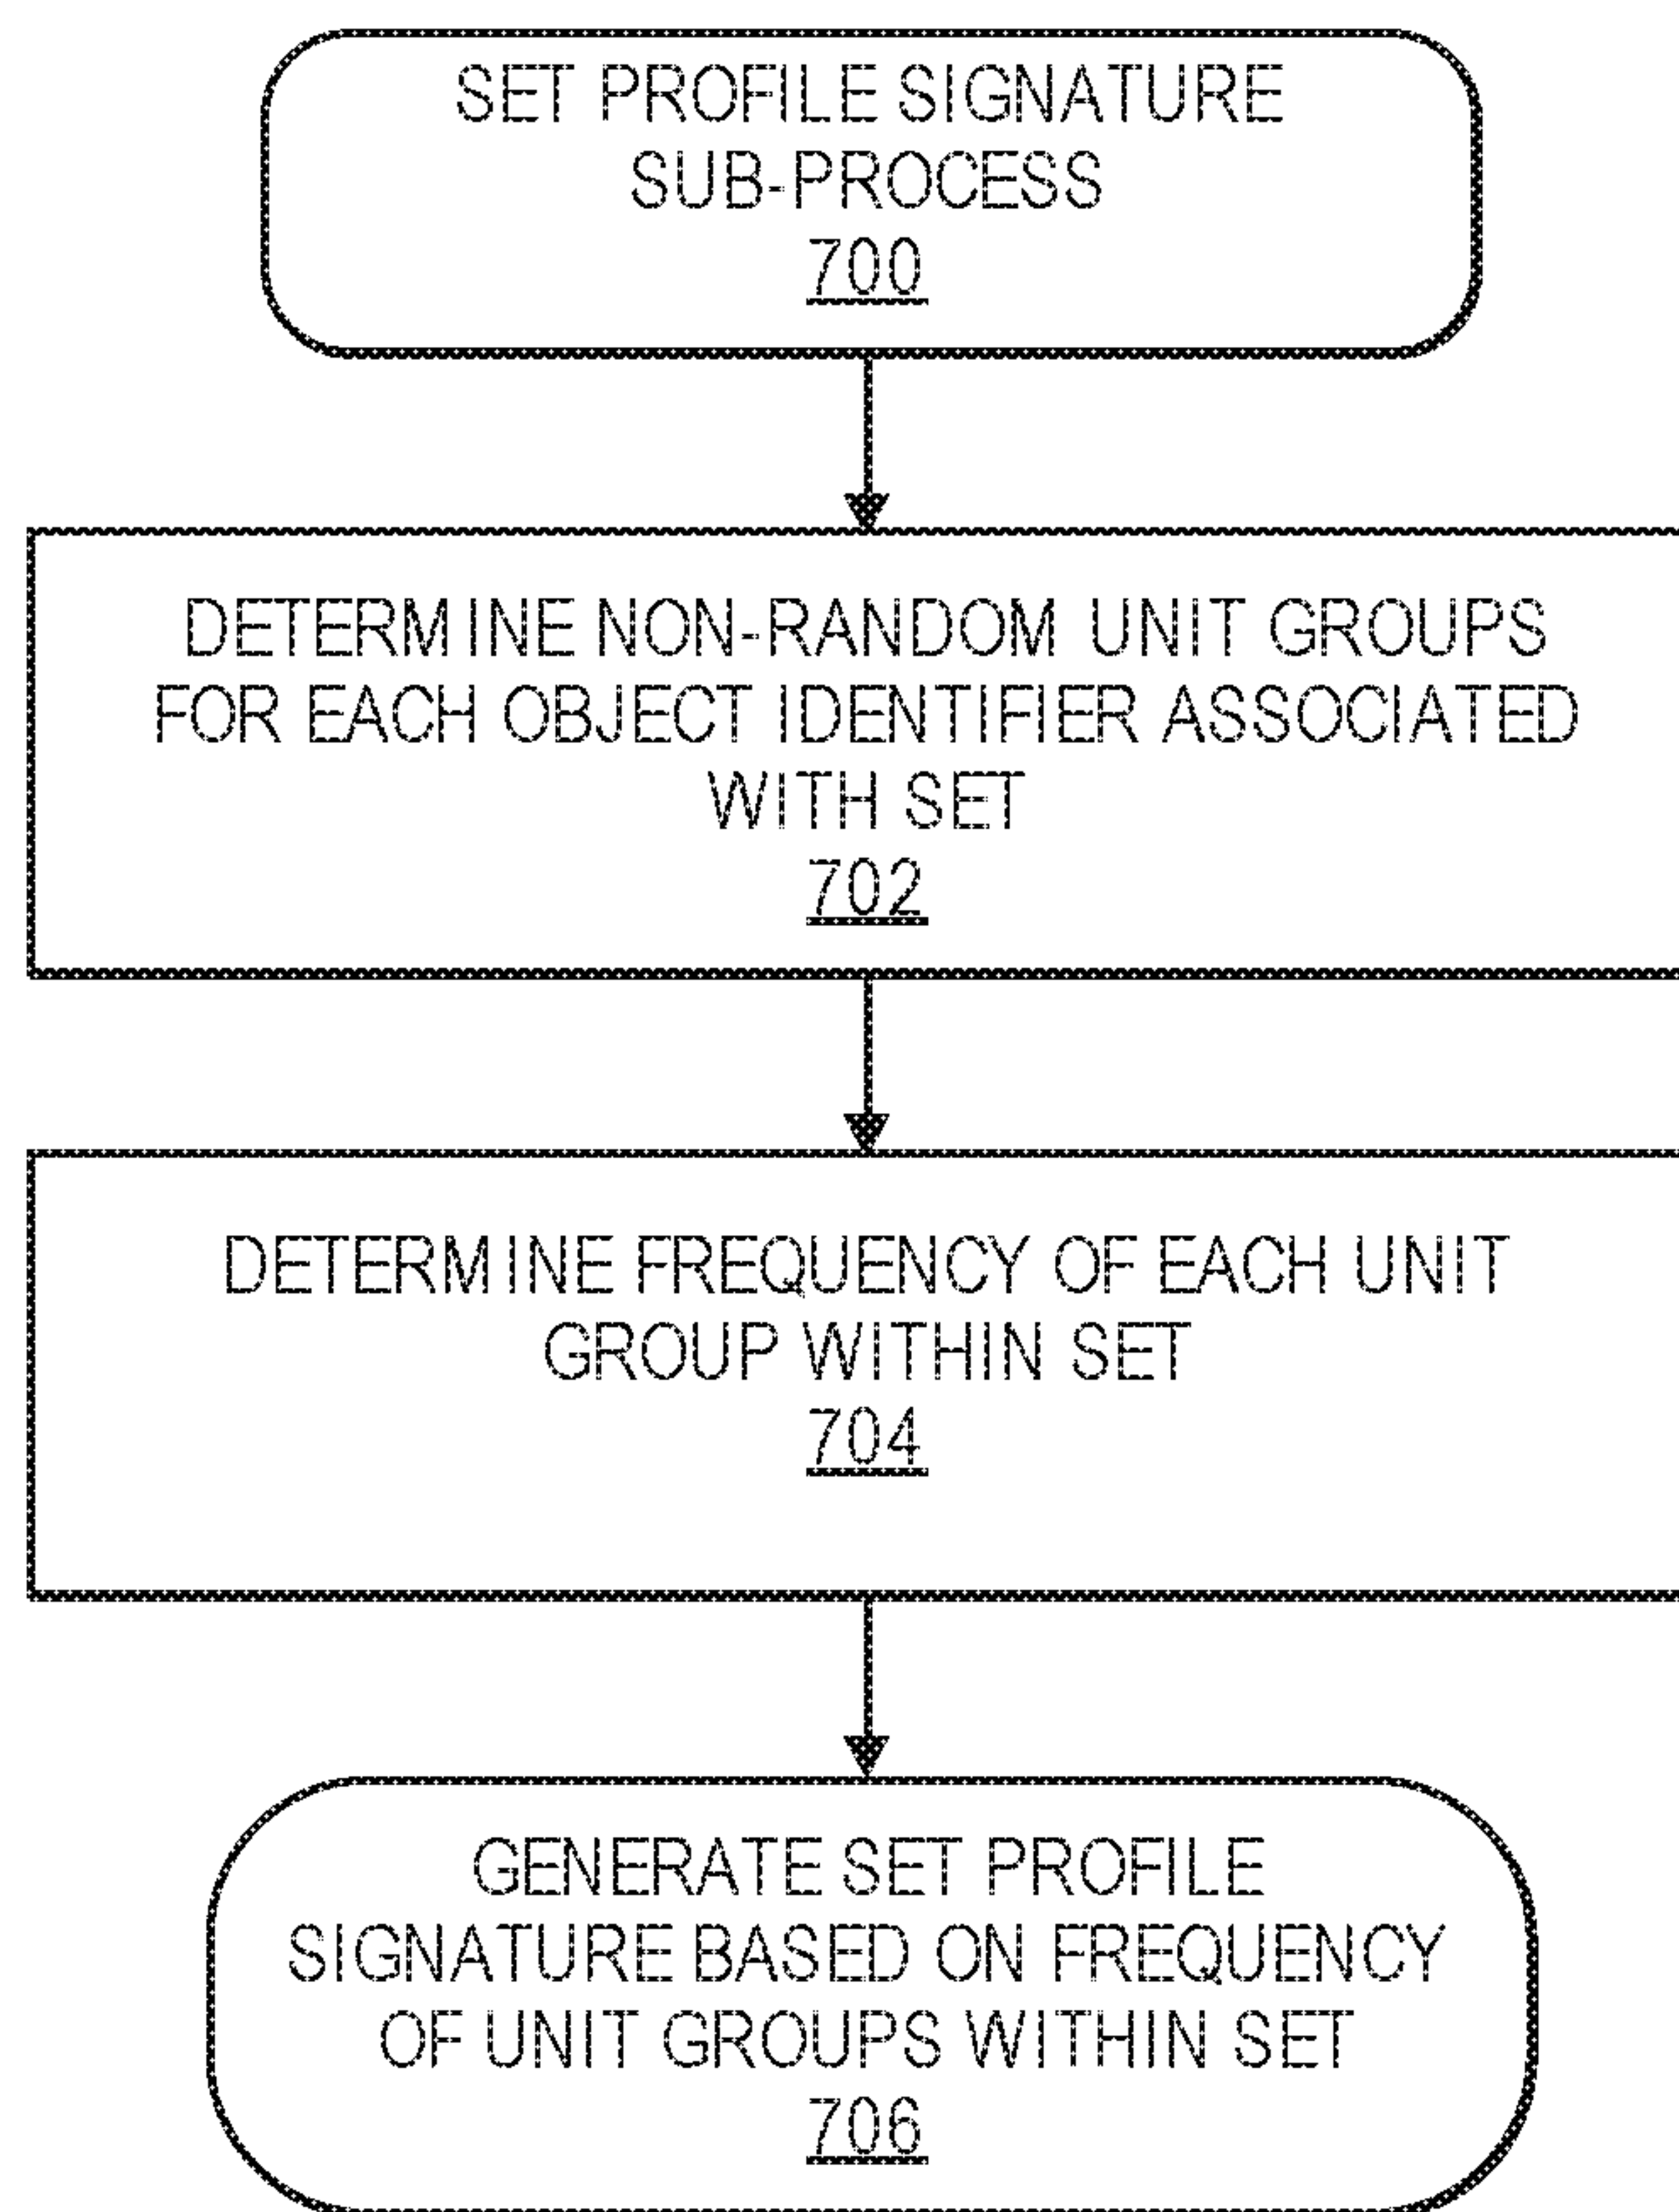 SET PROFILE SIGNATURE
SUB-PROCESS
700
DETERMINE NON-RANDOM UNIT GROUPS
FOR EACH OBJECT IDENTIFIER ASSOCIATED
WITH SET
702
DETERMINE FREQUENCY OF EACH UNIT
GROUP WITHIN SET
704
GENERATE SET PROFILE
SIGNATURE BASED ON FREQUENCY
OF UNIT GROUPS WITHIN SET
706